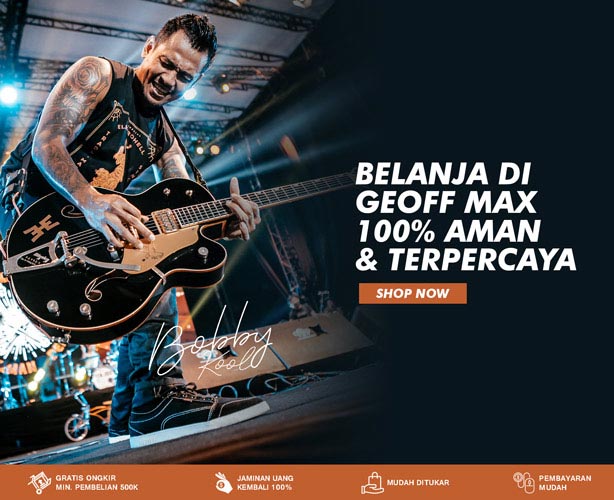 BELANJA DI
GEOFF MAX
100% AMAN
& TERPERCAYA
SHOP NOW
Bobby
Kool
GRATIS ONGKIR
MIN. PEMBELIAN 500K
JAMINAN UANG
KEMBALI 100%
MUDAH DITUKAR
PEMBAYARAN
MUDAH